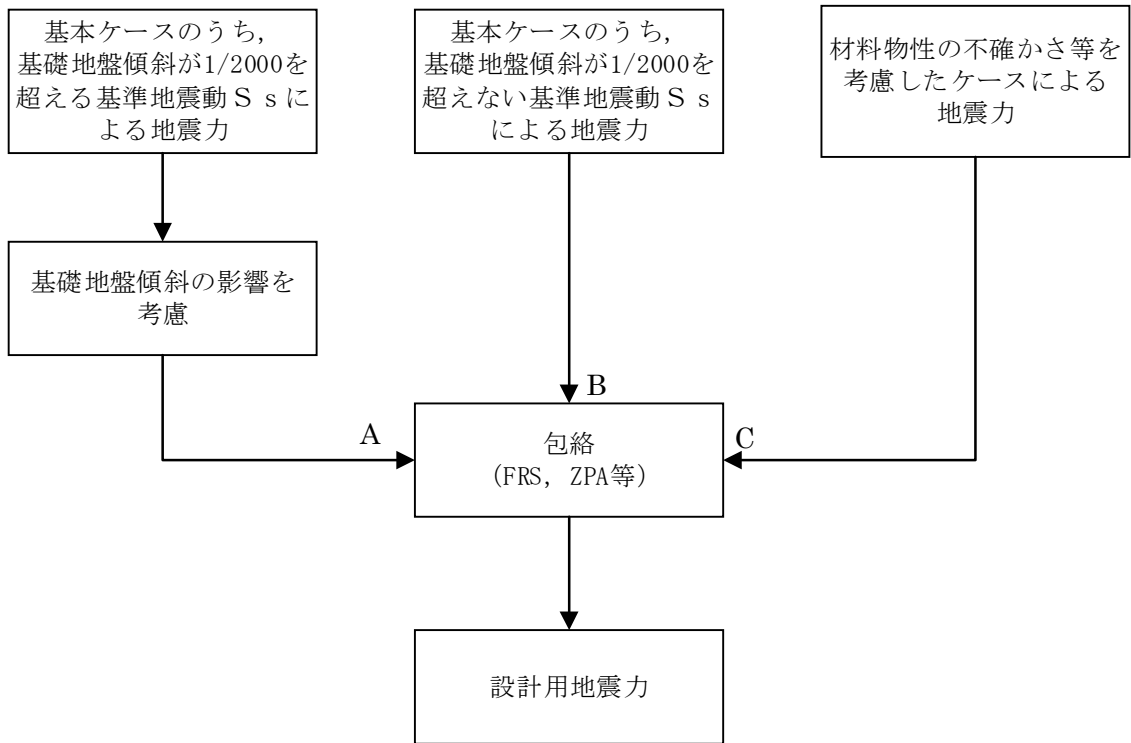 基本ケースのうち,
基礎地盤傾斜が1/2000を
超える基準地震動Ｓｓに
よる地震力
基本ケースのうち,
基礎地盤傾斜が1/2000を
超えない基準地震動Ｓｓ
による地震力
材料物性の不確かさ等を
考慮したケースによる
地震力
基礎地盤傾斜の影響を
考慮
A
B
C
包絡
(FRS, ZPA等)
設計用地震力